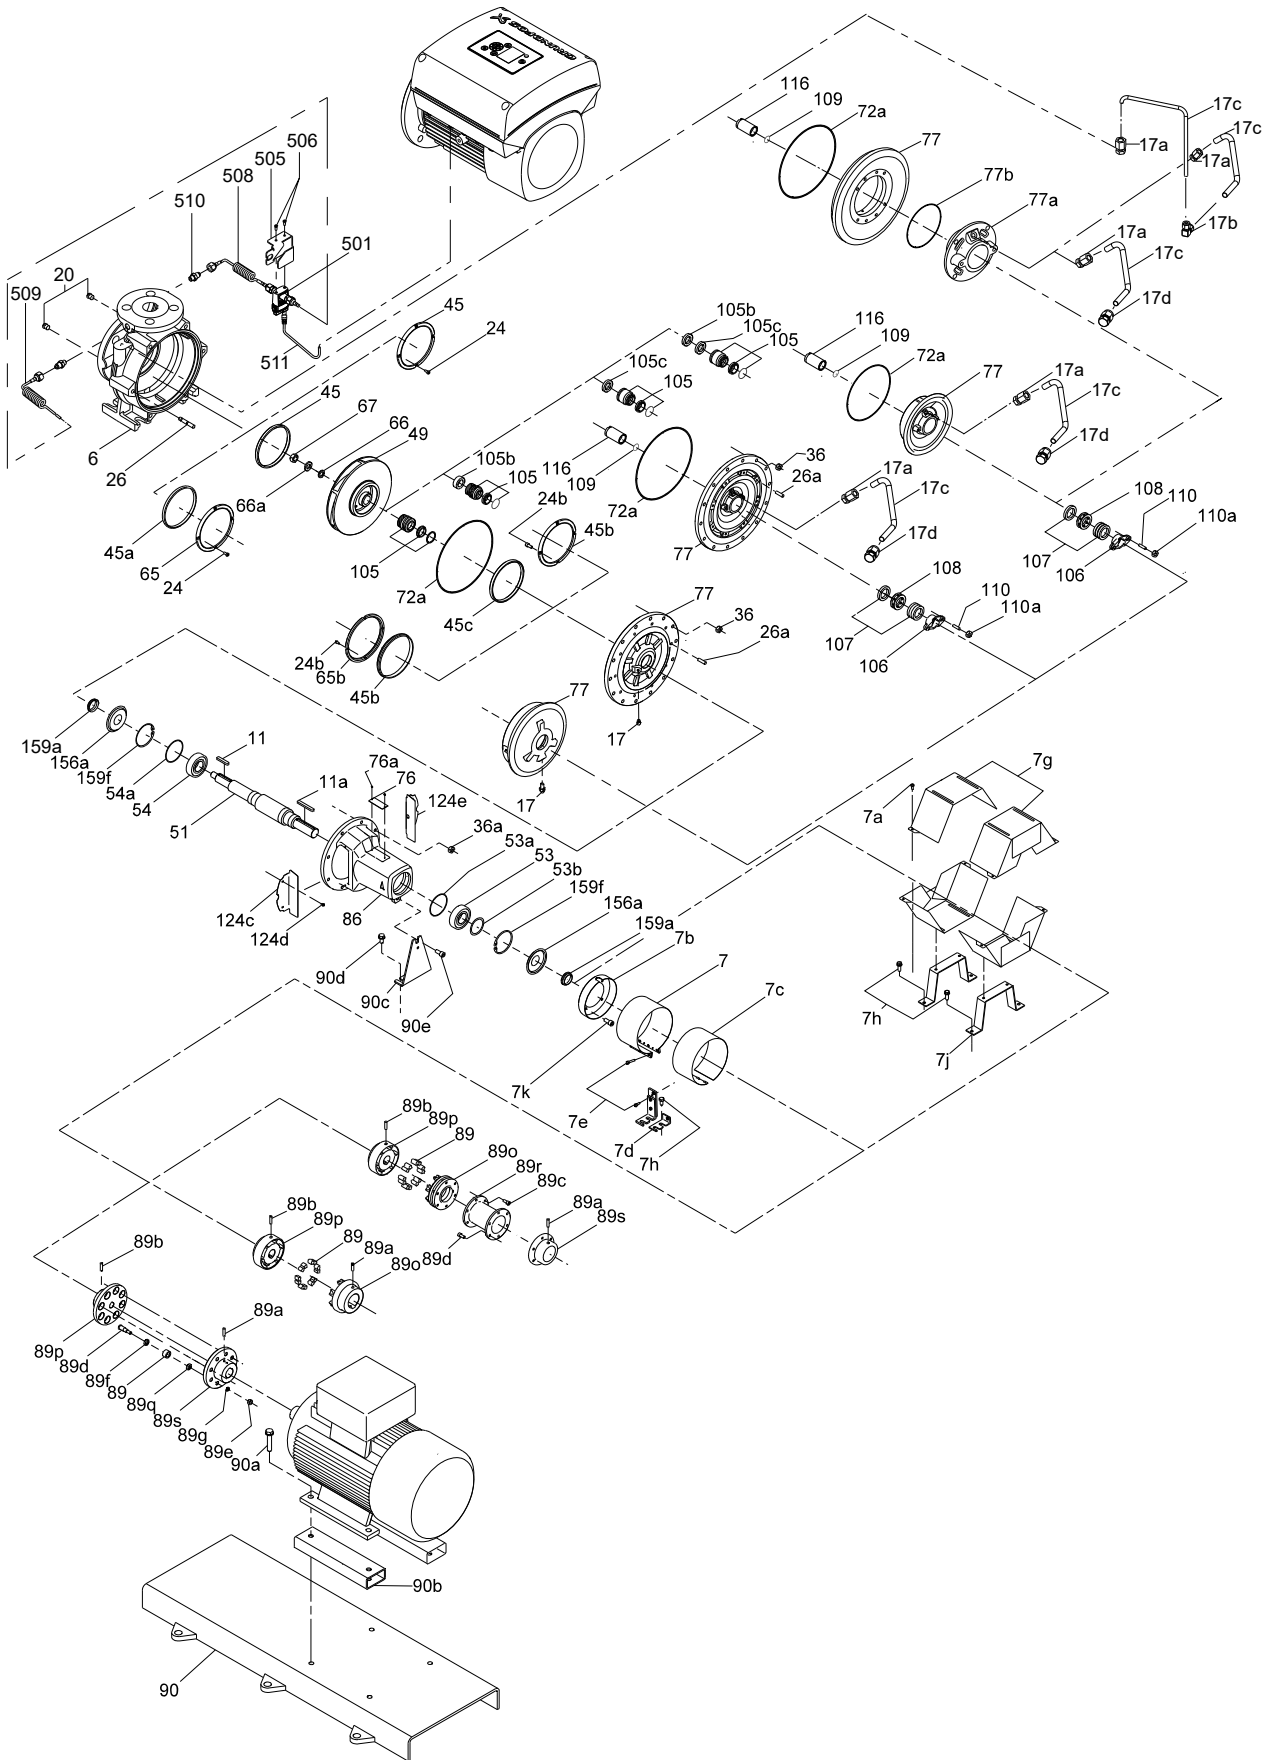 GRUNDFOS
116
109
72a
77
77b
77a
17c
17a
17c
17a
17b
17a
17c
17d
506
505
508
510
501
20
509
511
45
24
6
26
45
67
66
49
66a
45a
65
24
105b
105c
105
105c
105
116
109
72a
77
17a
17c
17d
105b
105
116
109
72a
36
26a
77
17a
17c
17d
24b
45b
105
72a
45c
108
110
110a
107
106
108
110
110a
107
106
77
36
26a
17
24b
65b
45b
77
17
159a
156a
159f
54a
54
51
11
11a
76a
76
124e
36a
86
124c
124d
53a
53
53b
159f
156a
159a
7b
7
7c
90d
90c
90e
7k
7e
7d
7h
7g
7a
7h
7j
89b
89p
89
89o
89r
89c
89a
89s
89d
89b
89p
89
89a
89o
89b
89p
89d
89f
89
89q
89s
89g
89e
89a
90a
90b
90